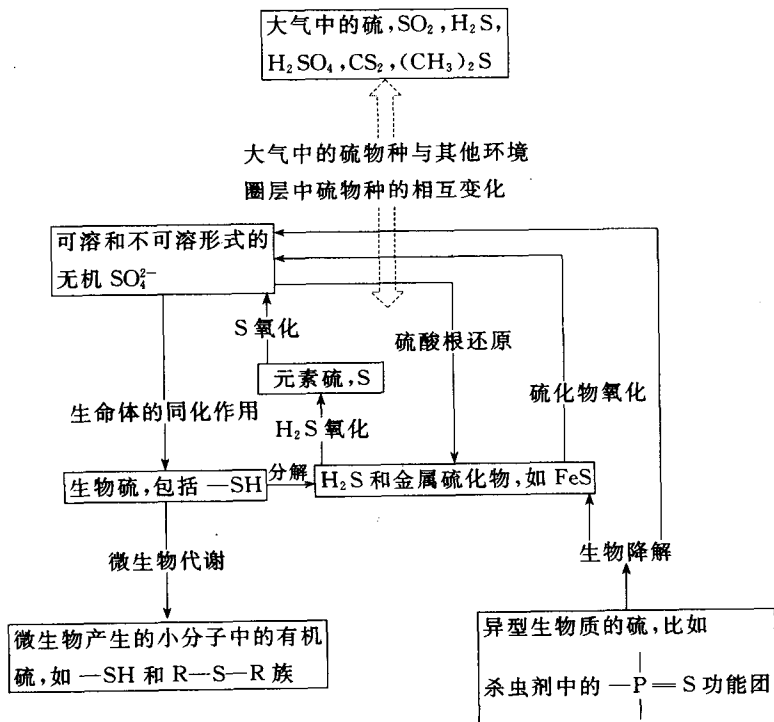 大气中的硫,SO₂,H₂S,
H₂SO₄,CS₂,(CH₃)₂S
大气中的硫物种与其他环境
圈层中硫物种的相互变化
可溶和不可溶形式的
无机 SO₄²⁻
S 氧化
硫酸根还原
元素硫,S
硫化物氧化
生命体的同化作用
H₂S 氧化
生物硫,包括 —SH
分解
H₂S 和金属硫化物,如 FeS
微生物代谢
生物降解
微生物产生的小分子中的有机
硫,如 —SH 和 R—S—R 族
异型生物质的硫,比如
杀虫剂中的 —P═S 功能团